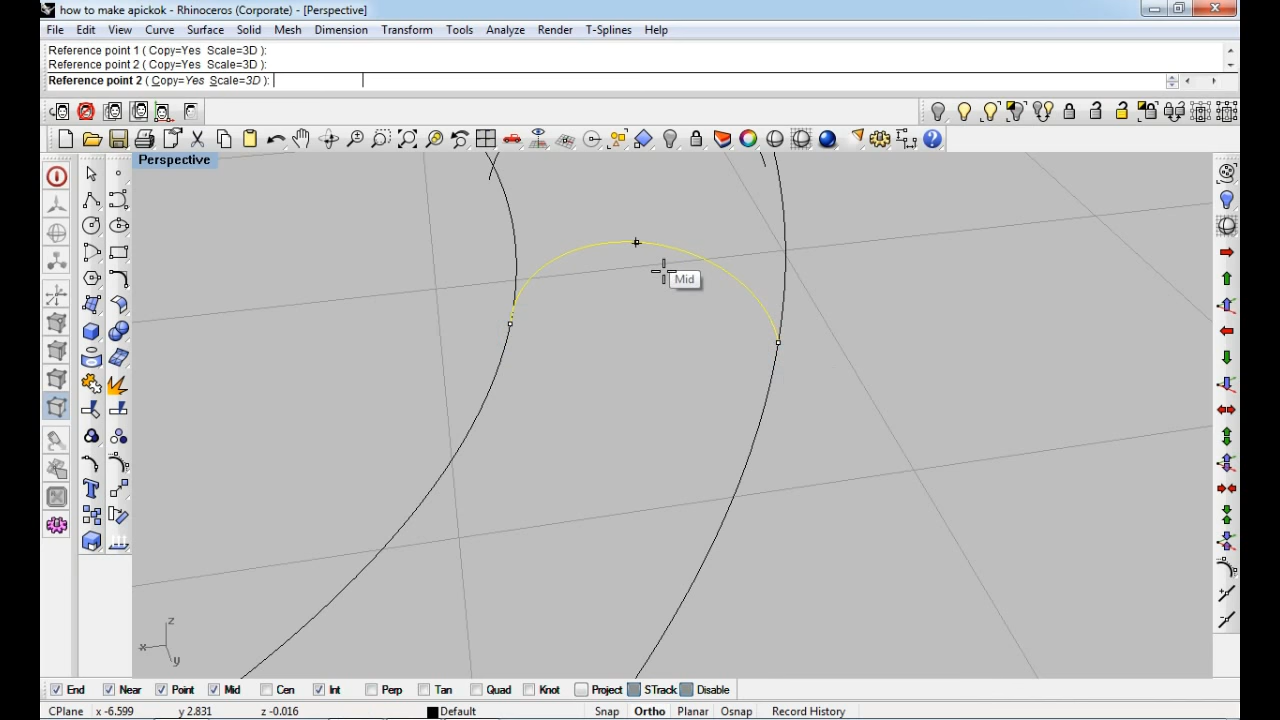 how to make apickok - Rhinoceros (Corporate) - [Perspective]
File Edit View Curve Surface Solid Mesh Dimension Transform Tools Analyze Render T-Splines Help
Reference point 1 ( Copy=Yes Scale=3D ):
Reference point 2 ( Copy=Yes Scale=3D ):
Reference point 2 ( Copy=Yes Scale=3D ):
Perspective
Mid
z
x
y
End Near Point Mid Cen Int Perp Tan Quad Knot Project STrack Disable
CPlane x -6.599 y 2.831 z -0.016 Default Snap Ortho Planar Osnap Record History